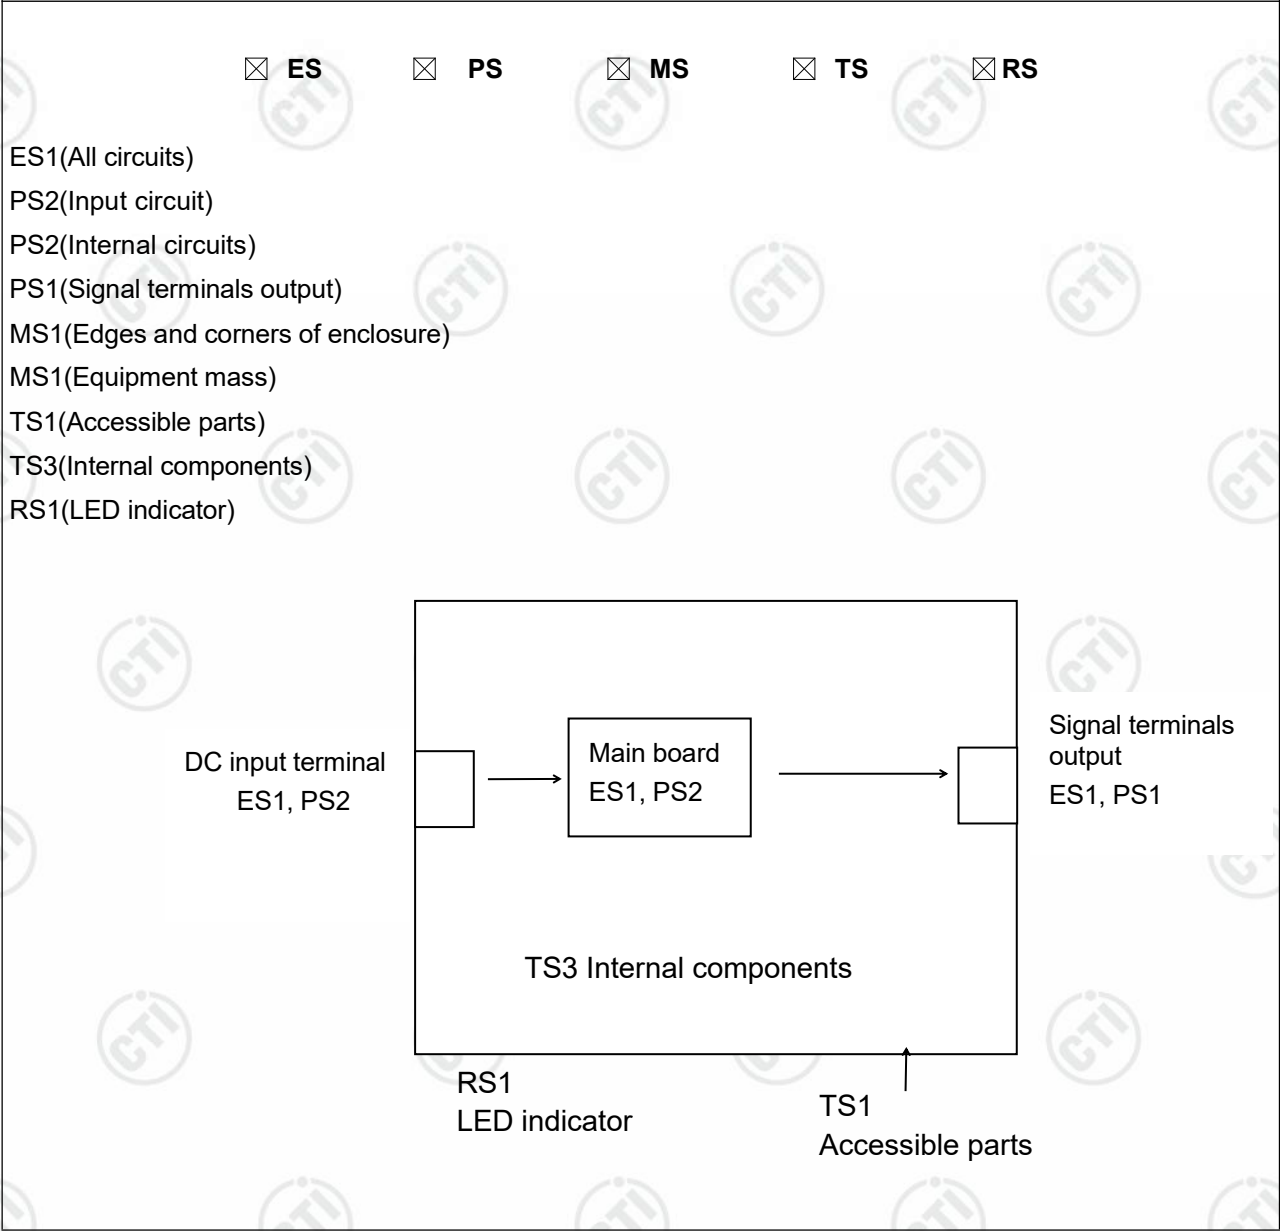 ☒ ES ☒ PS ☒ MS ☒ TS ☒ RS
ES1(All circuits)
PS2(Input circuit)
PS2(Internal circuits)
PS1(Signal terminals output)
MS1(Edges and corners of enclosure)
MS1(Equipment mass)
TS1(Accessible parts)
TS3(Internal components)
RS1(LED indicator)
DC input terminal
ES1, PS2
Main board
ES1, PS2
Signal terminals
output
ES1, PS1
TS3 Internal components
RS1
LED indicator
TS1
Accessible parts
CTI